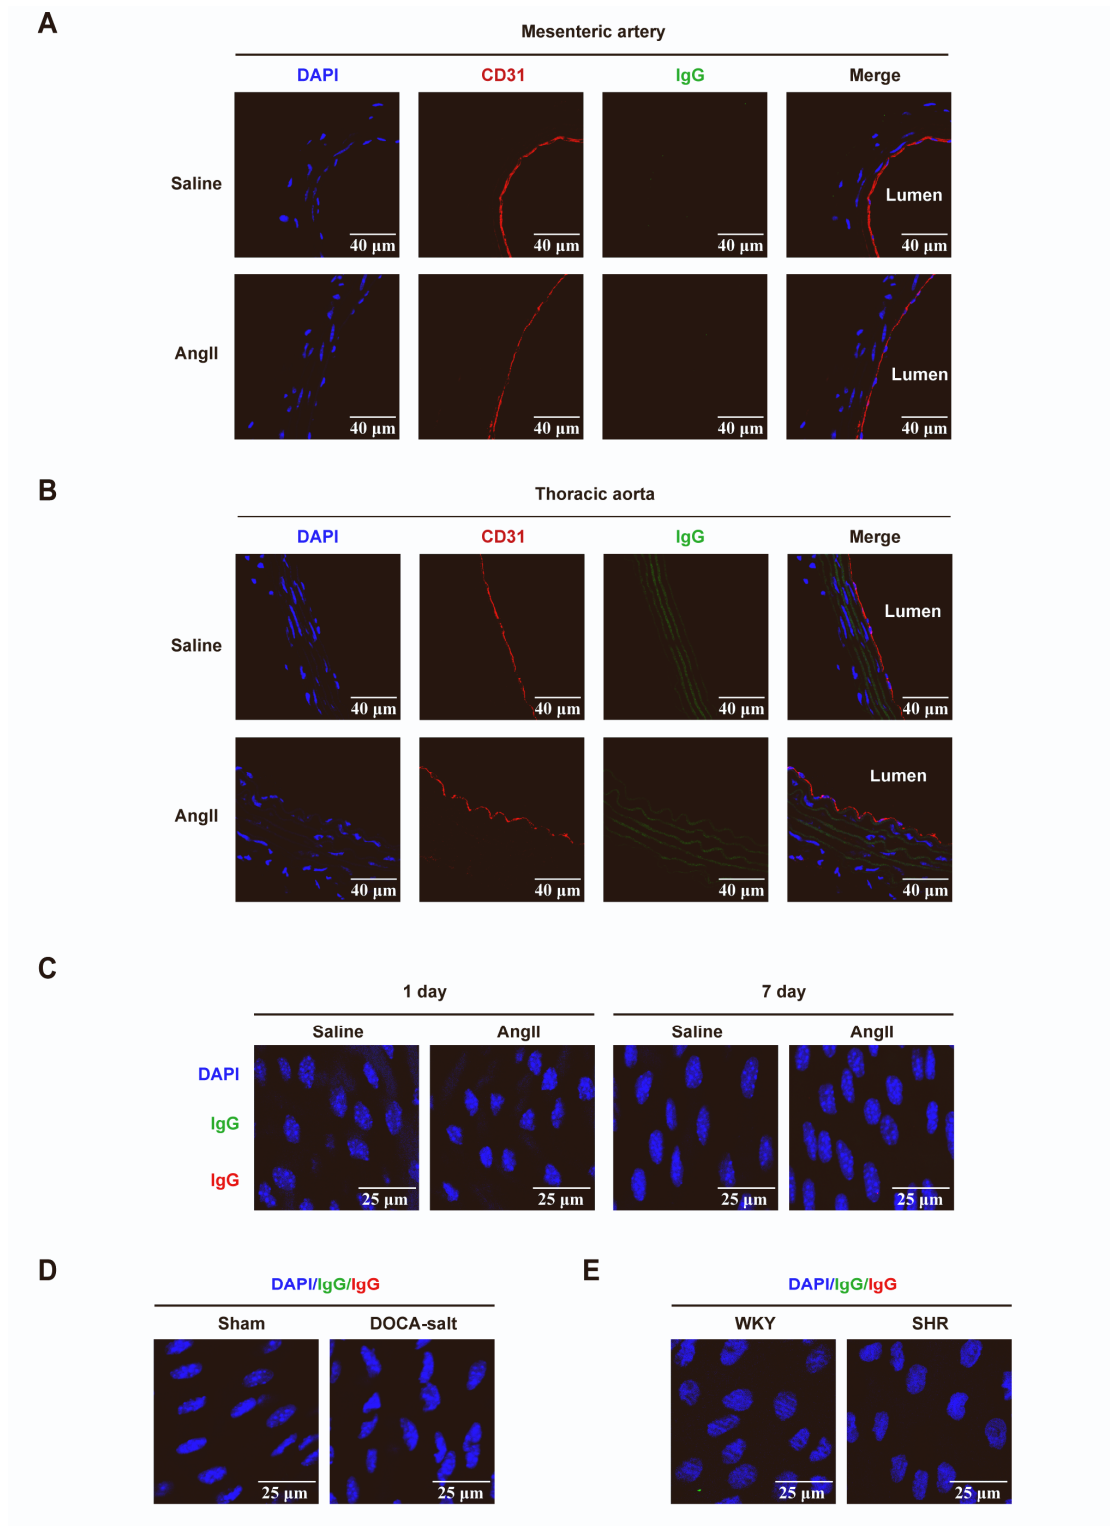 A
Mesenteric artery
DAPI CD31 IgG Merge
Saline
Lumen
40 µm 40 µm 40 µm 40 µm
AngII
Lumen
40 µm 40 µm 40 µm 40 µm
B
Thoracic aorta
DAPI CD31 IgG Merge
Saline
Lumen
40 µm 40 µm 40 µm 40 µm
AngII
Lumen
40 µm 40 µm 40 µm 40 µm
C
1 day 7 day
Saline AngII Saline AngII
DAPI
IgG
IgG
25 µm 25 µm 25 µm 25 µm
D
DAPI/IgG/IgG
Sham DOCA-salt
25 µm 25 µm
E
DAPI/IgG/IgG
WKY SHR
25 µm 25 µm